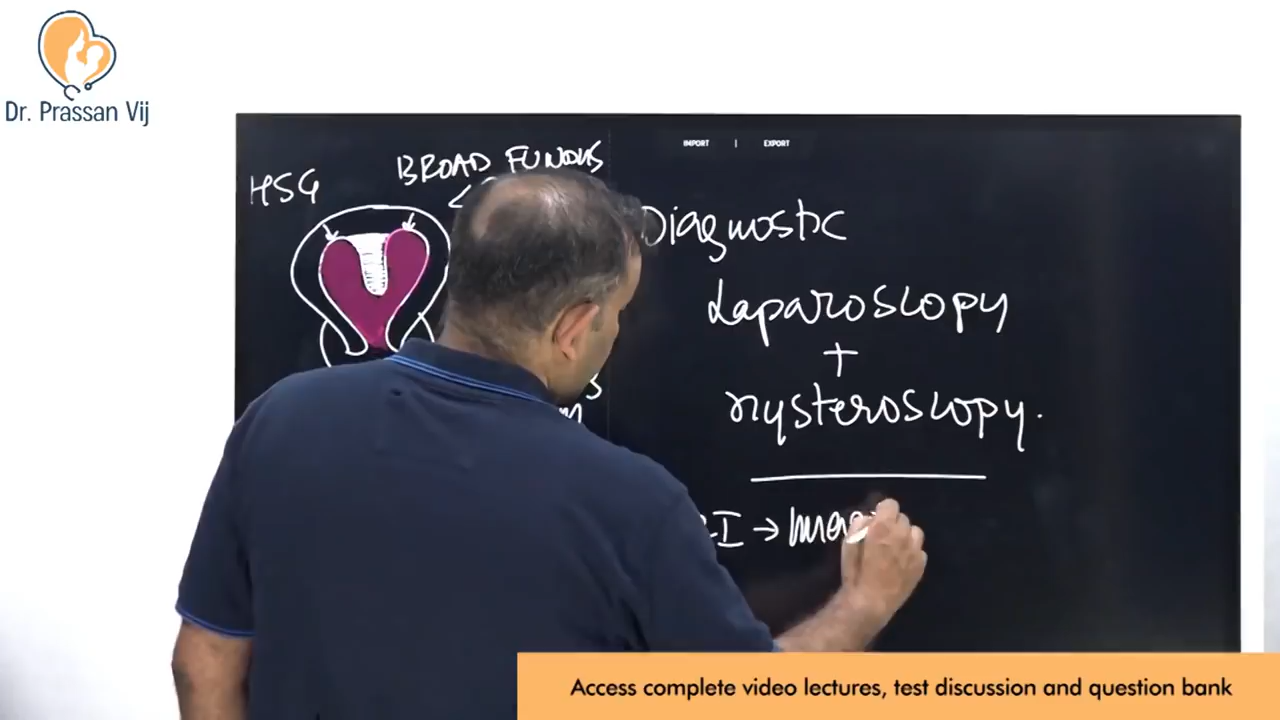 Dr. Prassan Vij
IMPORT | EXPORT
HSG
BROAD FUNDUS
Diagnostic
Laparoscopy
+
Hysteroscopy.
I →
Access complete video lectures, test discussion and question bank